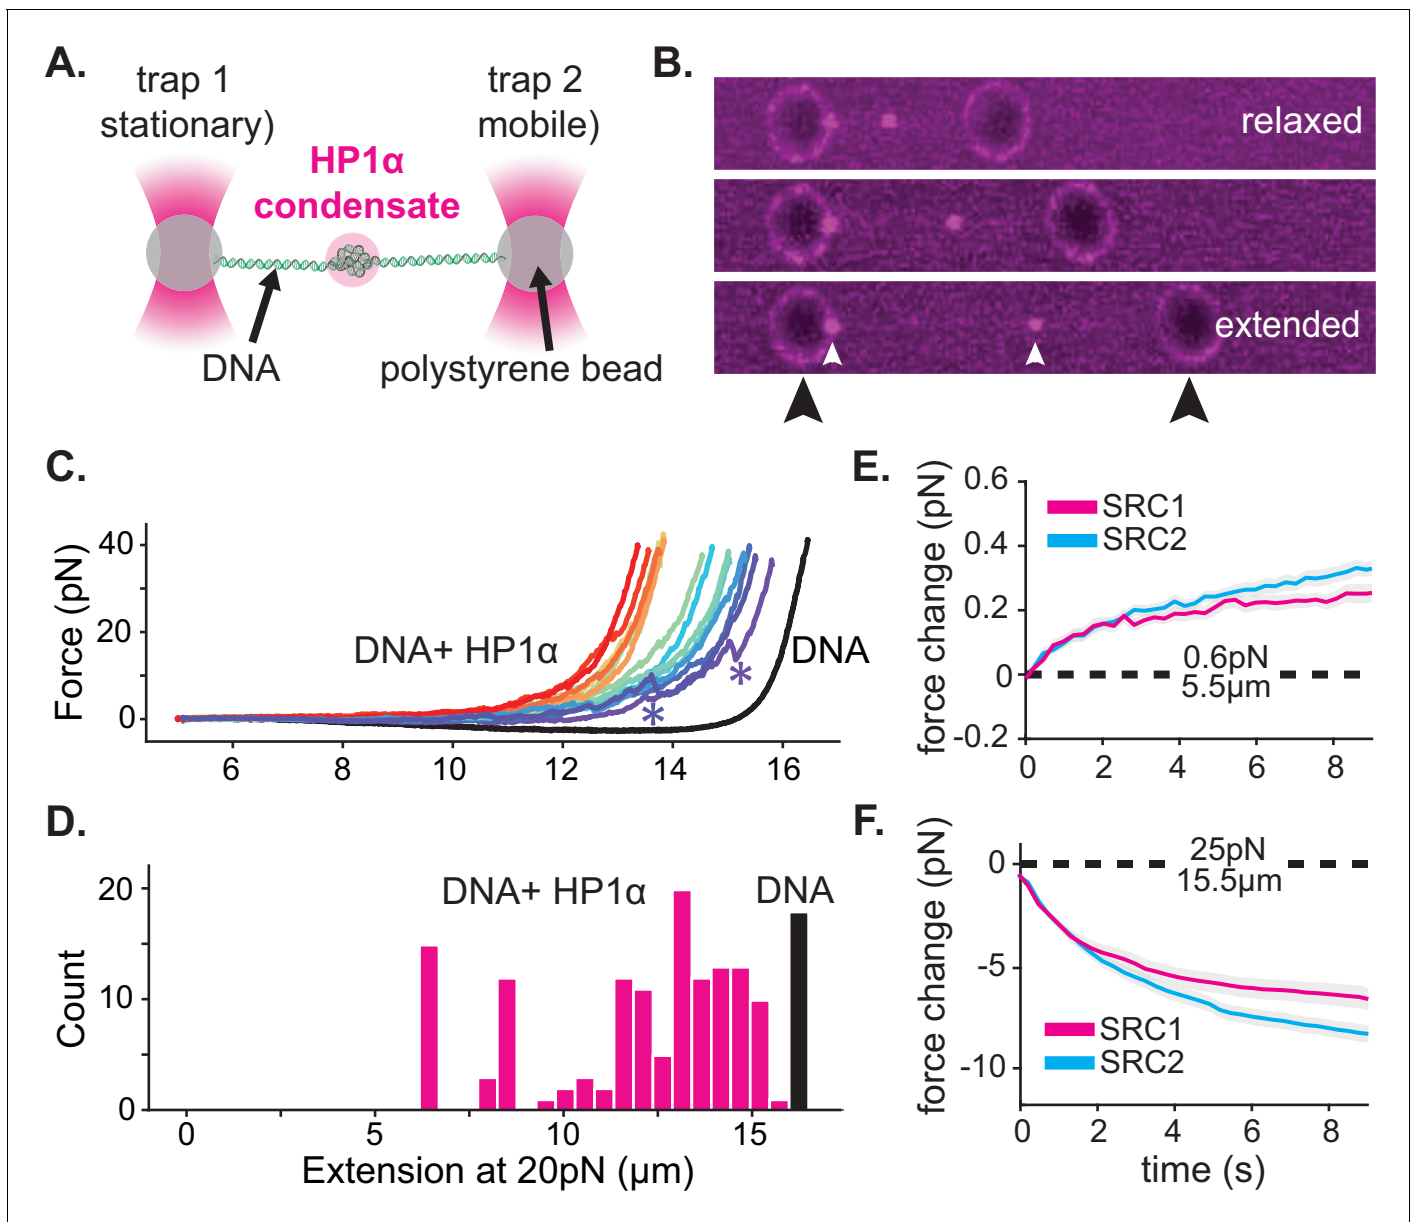 A.
trap 1
stationary)
trap 2
mobile)
HP1α
condensate
DNA
polystyrene bead
B.
relaxed
extended
C.
Force (pN)
40
20
0
DNA+ HP1α
DNA
*
*
6 8 10 12 14 16
D.
Count
20
10
0
DNA+ HP1α
DNA
0 5 10 15
Extension at 20pN (μm)
E.
force change (pN)
0.6
0.4
0.2
0
-0.2
SRC1
SRC2
0.6pN
5.5μm
0 2 4 6 8
F.
force change (pN)
0
-5
-10
25pN
15.5μm
SRC1
SRC2
0 2 4 6 8
time (s)